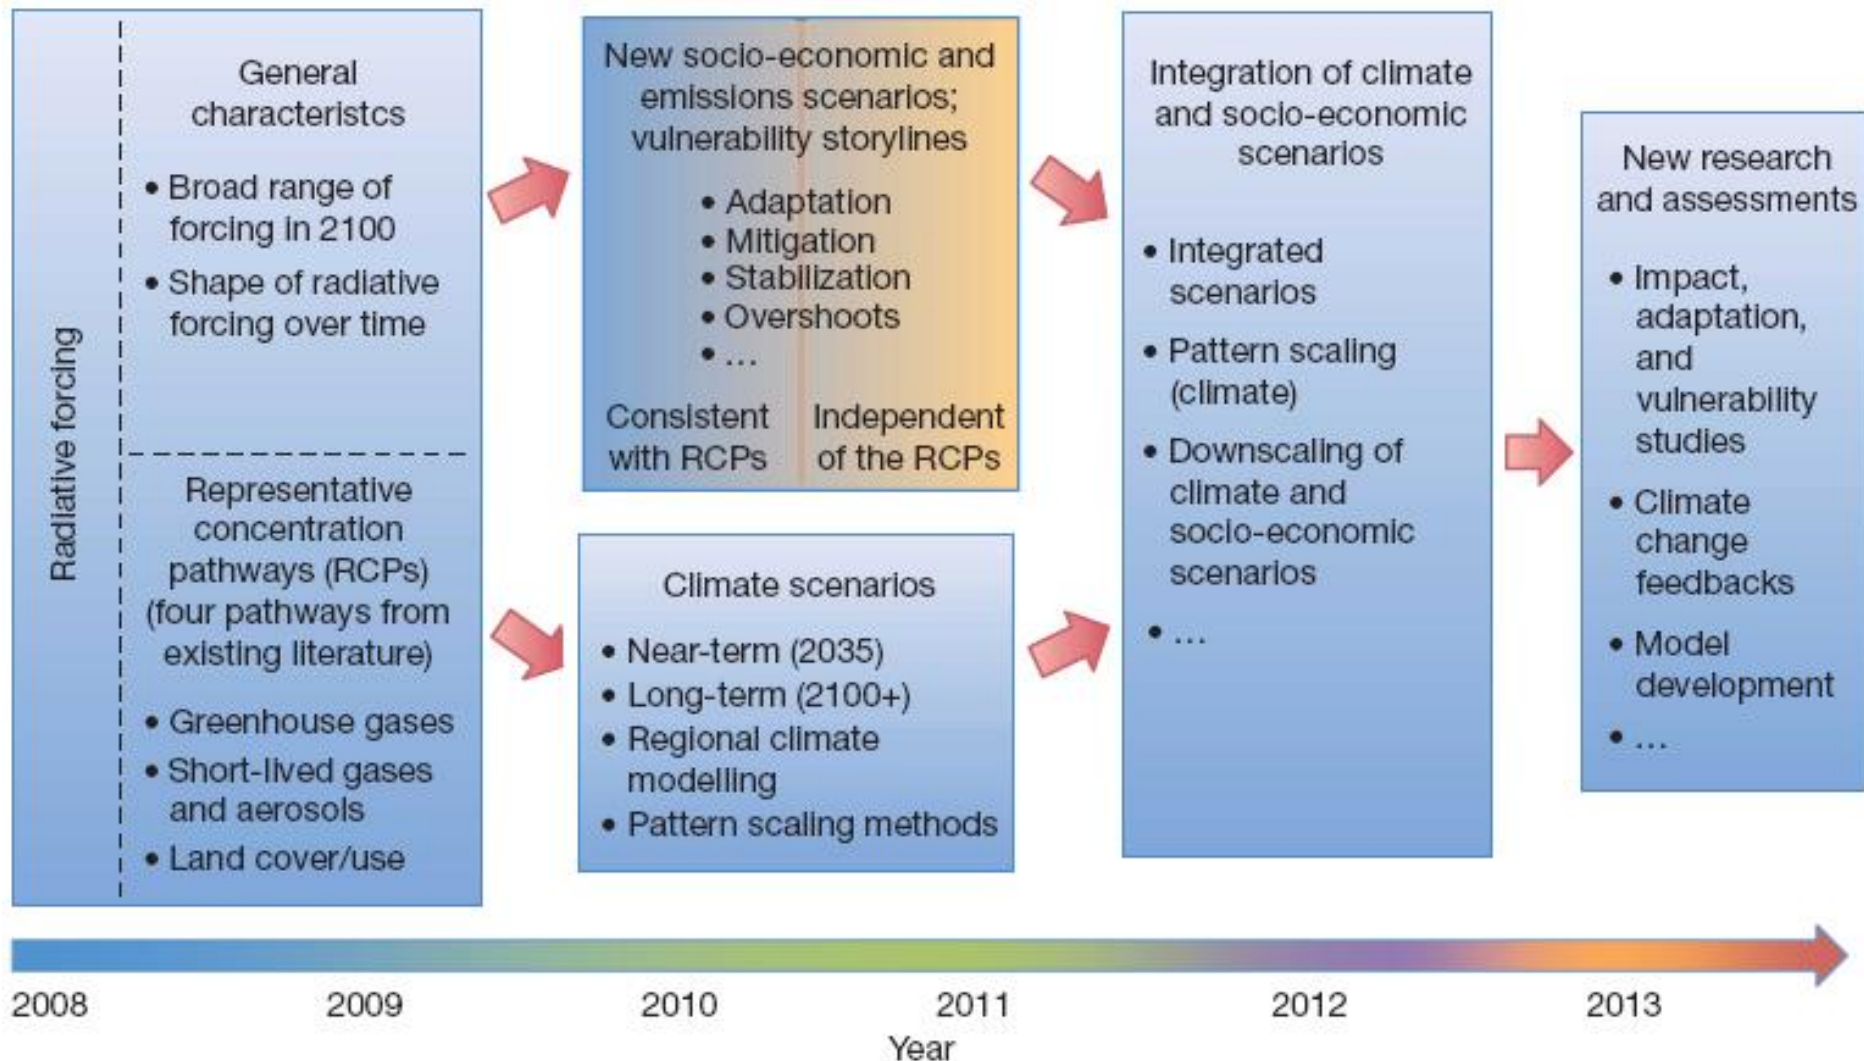 Radiative forcing
General
characteristcs
• Broad range of
forcing in 2100
• Shape of radiative
forcing over time
Representative
concentration
pathways (RCPs)
(four pathways from
existing literature)
• Greenhouse gases
• Short-lived gases
and aerosols
• Land cover/use
New socio-economic and
emissions scenarios;
vulnerability storylines
• Adaptation
• Mitigation
• Stabilization
• Overshoots
• ...
Consistent
with RCPs
Independent
of the RCPs
Climate scenarios
• Near-term (2035)
• Long-term (2100+)
• Regional climate
modelling
• Pattern scaling methods
Integration of climate
and socio-economic
scenarios
• Integrated
scenarios
• Pattern scaling
(climate)
• Downscaling of
climate and
socio-economic
scenarios
• ...
New research
and assessments
• Impact,
adaptation,
and
vulnerability
studies
• Climate
change
feedbacks
• Model
development
• ...
2008 2009 2010 2011 2012 2013
Year